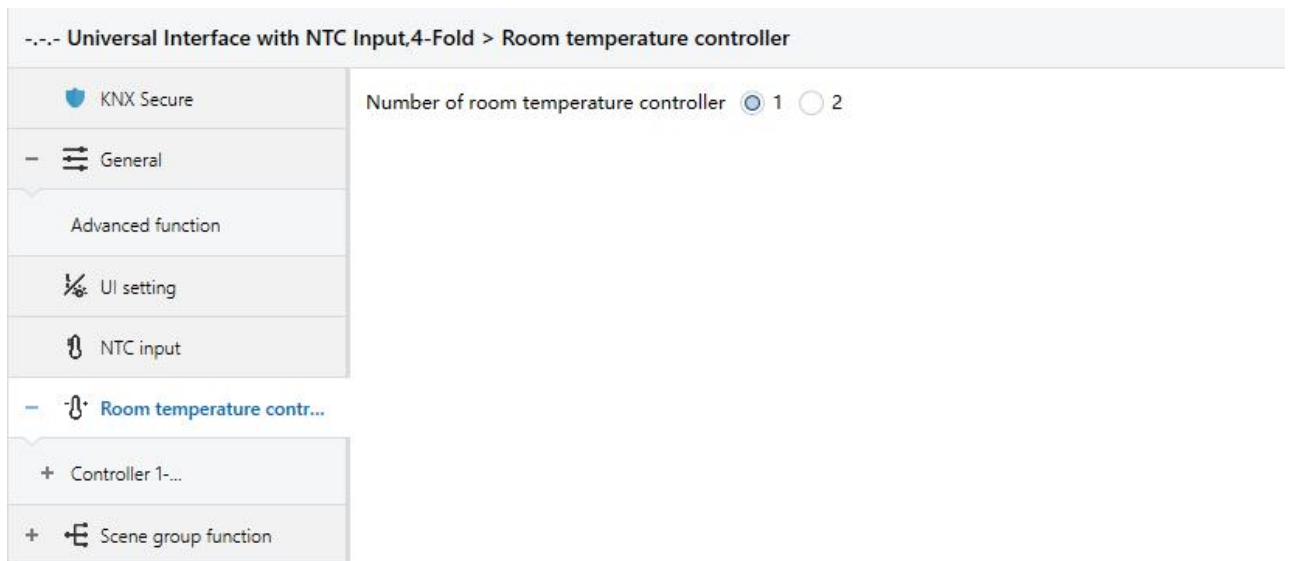 -.-.- Universal Interface with NTC Input,4-Fold > Room temperature controller
KNX Secure
Number of room temperature controller 1 2
General
Advanced function
UI setting
NTC input
Room temperature contr...
Controller 1-...
Scene group function